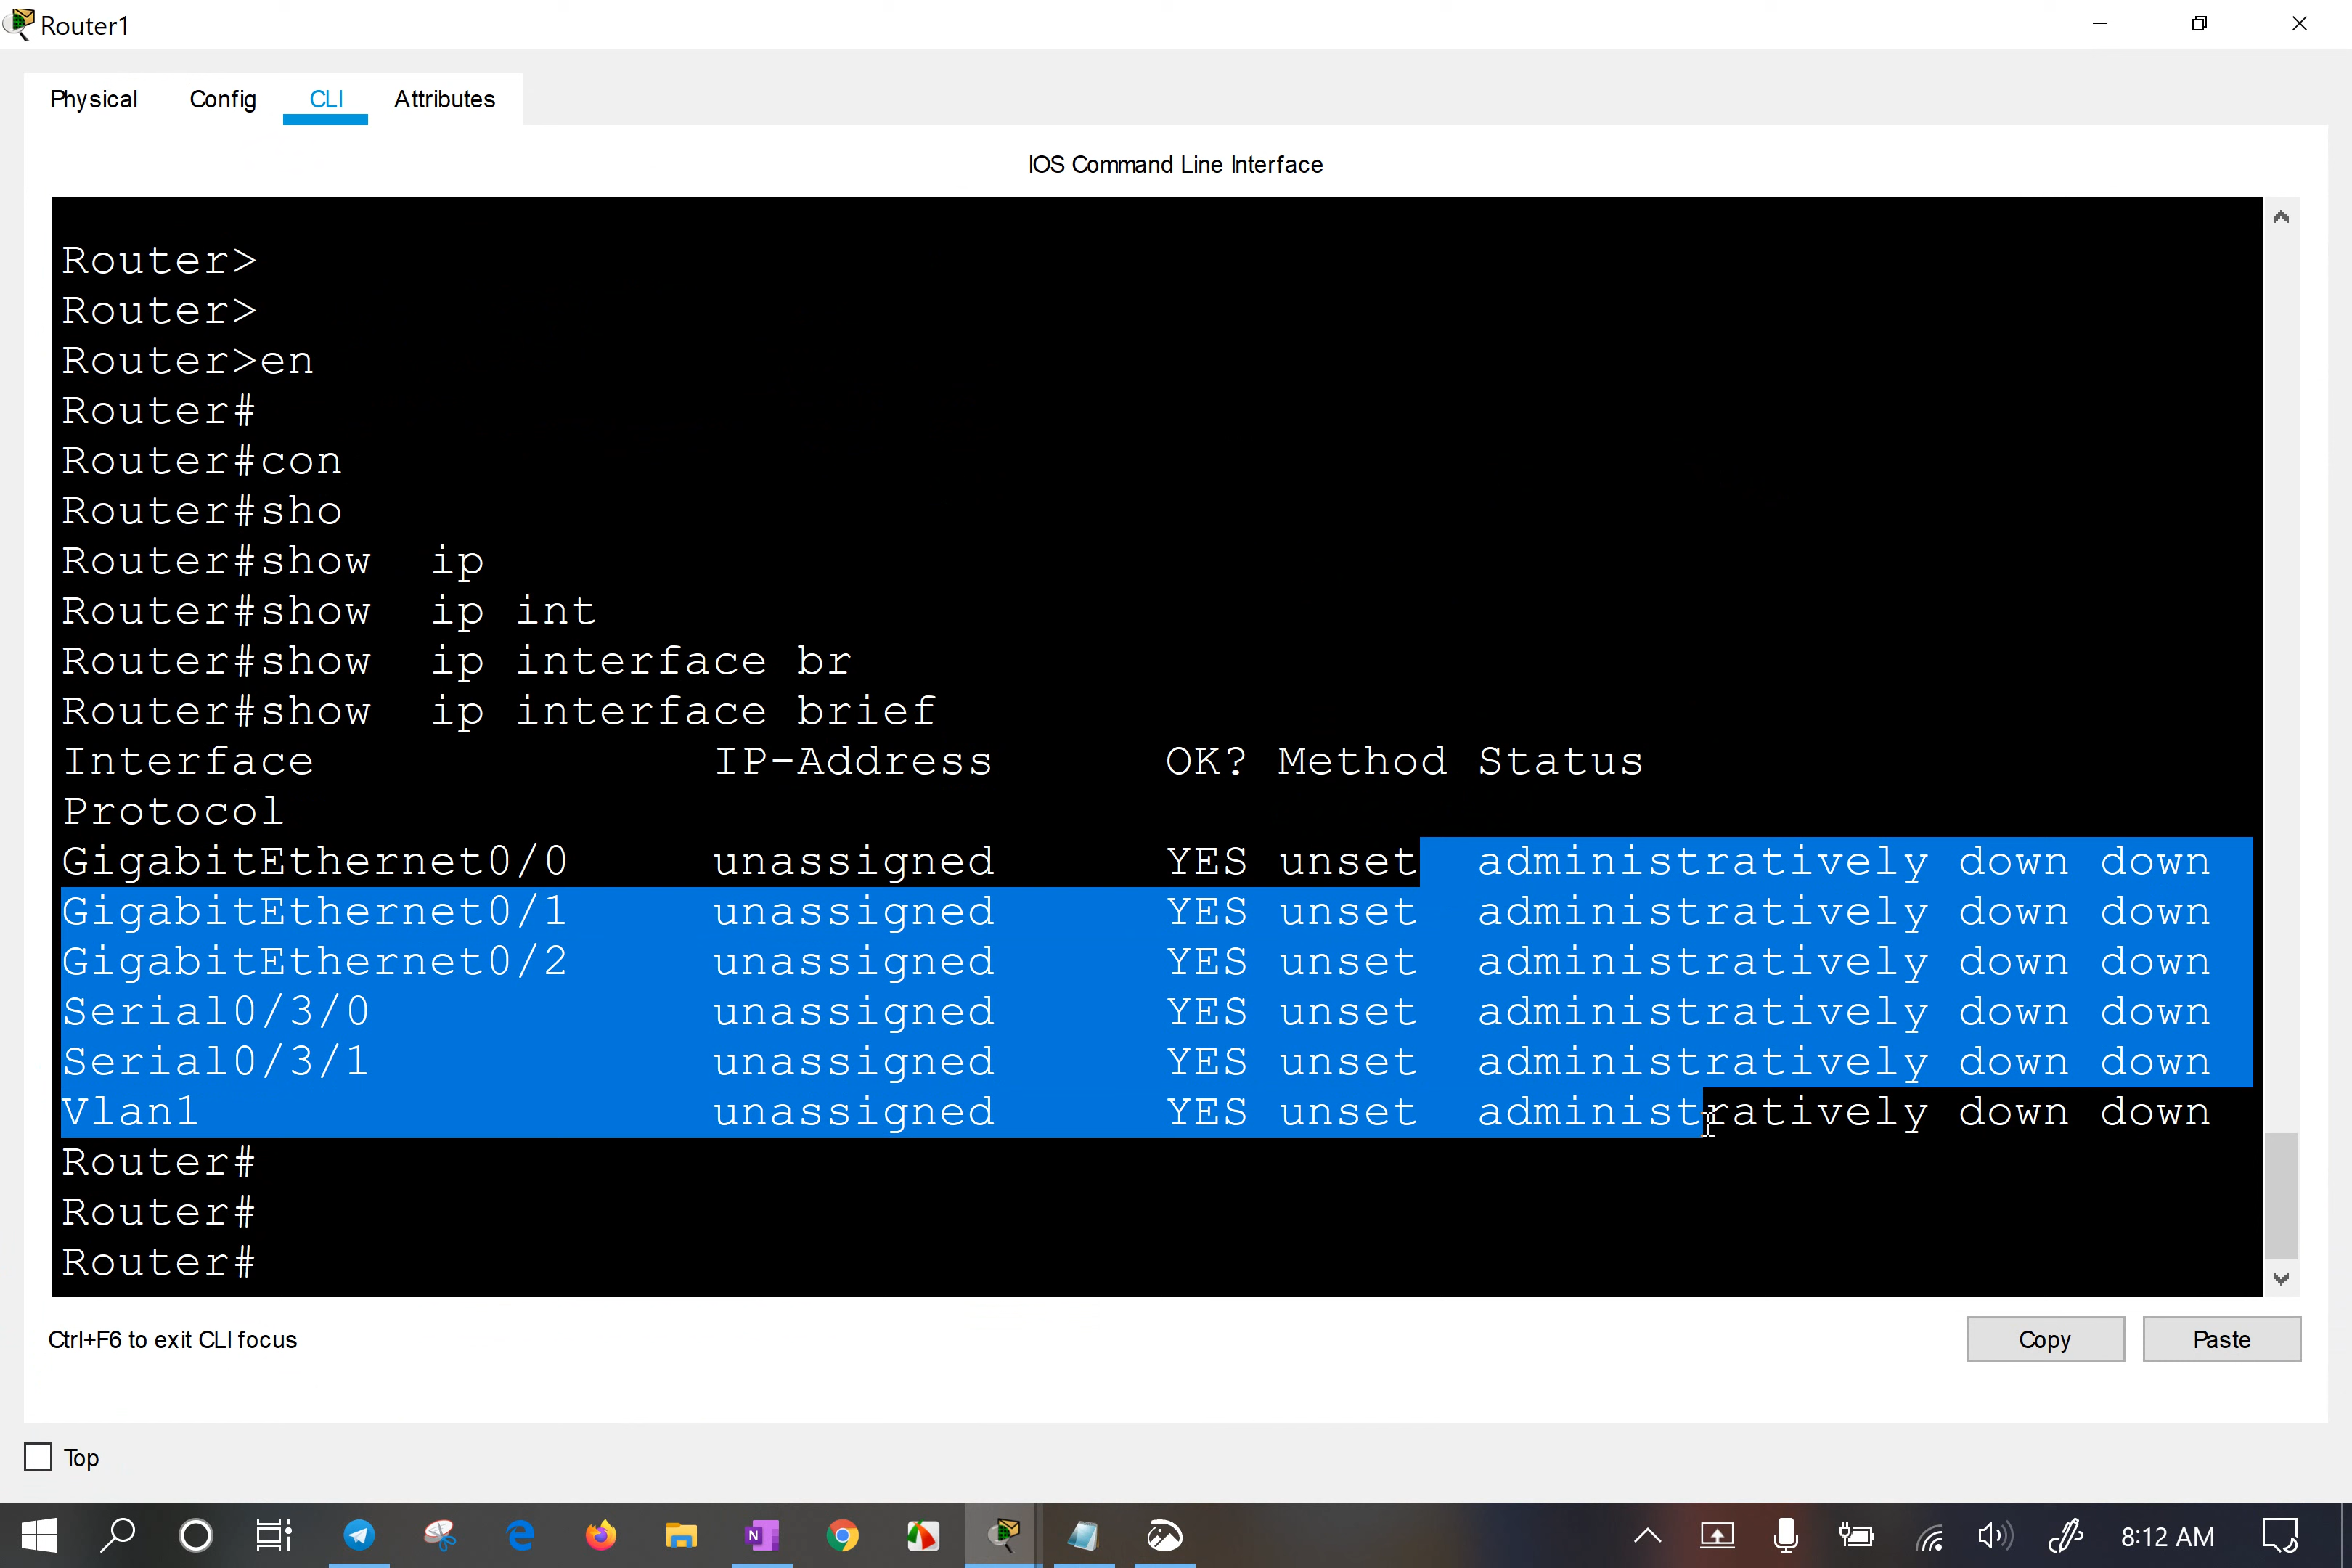 Router1
Physical Config CLI Attributes
IOS Command Line Interface
Router>
Router>
Router>en
Router#
Router#con
Router#sho
Router#show  ip
Router#show  ip int
Router#show  ip interface br
Router#show  ip interface brief
Interface IP-Address OK? Method Status
Protocol
GigabitEthernet0/0 unassigned YES unset administratively down down
GigabitEthernet0/1 unassigned YES unset administratively down down
GigabitEthernet0/2 unassigned YES unset administratively down down
Serial0/3/0 unassigned YES unset administratively down down
Serial0/3/1 unassigned YES unset administratively down down
Vlan1 unassigned YES unset administratively down down
Router#
Router#
Router#
Ctrl+F6 to exit CLI focus Copy Paste
Top
8:12 AM